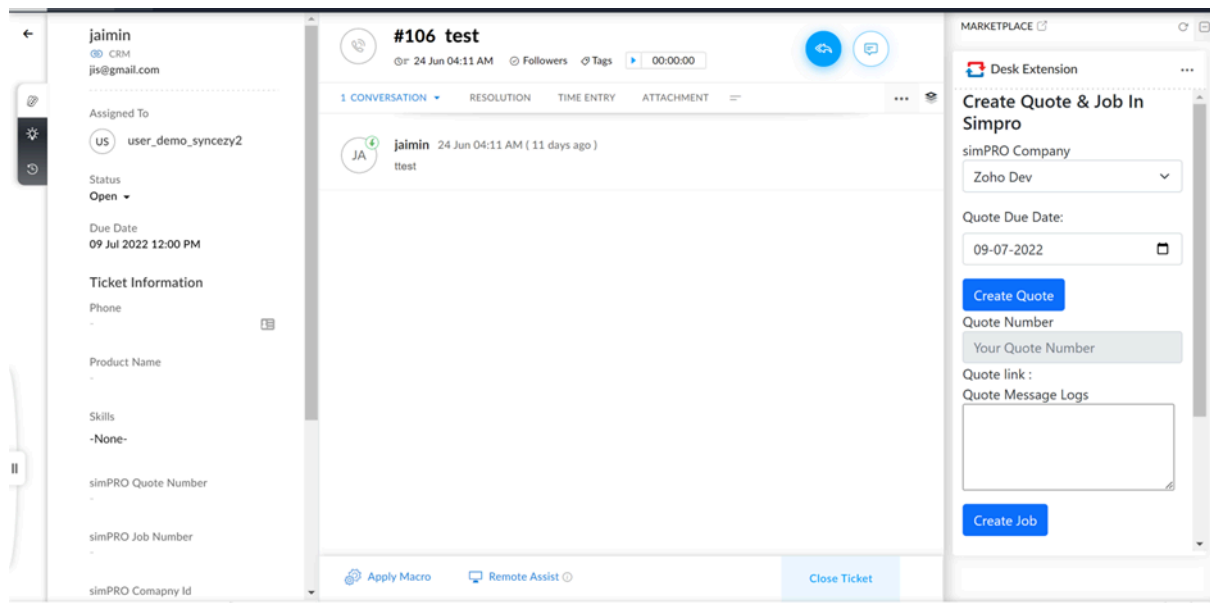 jaimin
CRM
jis@gmail.com
Assigned To
US user_demo_syncezy2
Status
Open
Due Date
09 Jul 2022 12:00 PM
Ticket Information
Phone
-
Product Name
-
Skills
-None-
simPRO Quote Number
-
simPRO Job Number
-
simPRO Comapny Id
#106 test
24 Jun 04:11 AM Followers Tags 00:00:00
1 CONVERSATION RESOLUTION TIME ENTRY ATTACHMENT
JA jaimin 24 Jun 04:11 AM ( 11 days ago )
ttest
Apply Macro Remote Assist Close Ticket
MARKETPLACE
Desk Extension
Create Quote & Job In
Simpro
simPRO Company
Zoho Dev
Quote Due Date:
09-07-2022
Create Quote
Quote Number
Your Quote Number
Quote link :
Quote Message Logs
Create Job